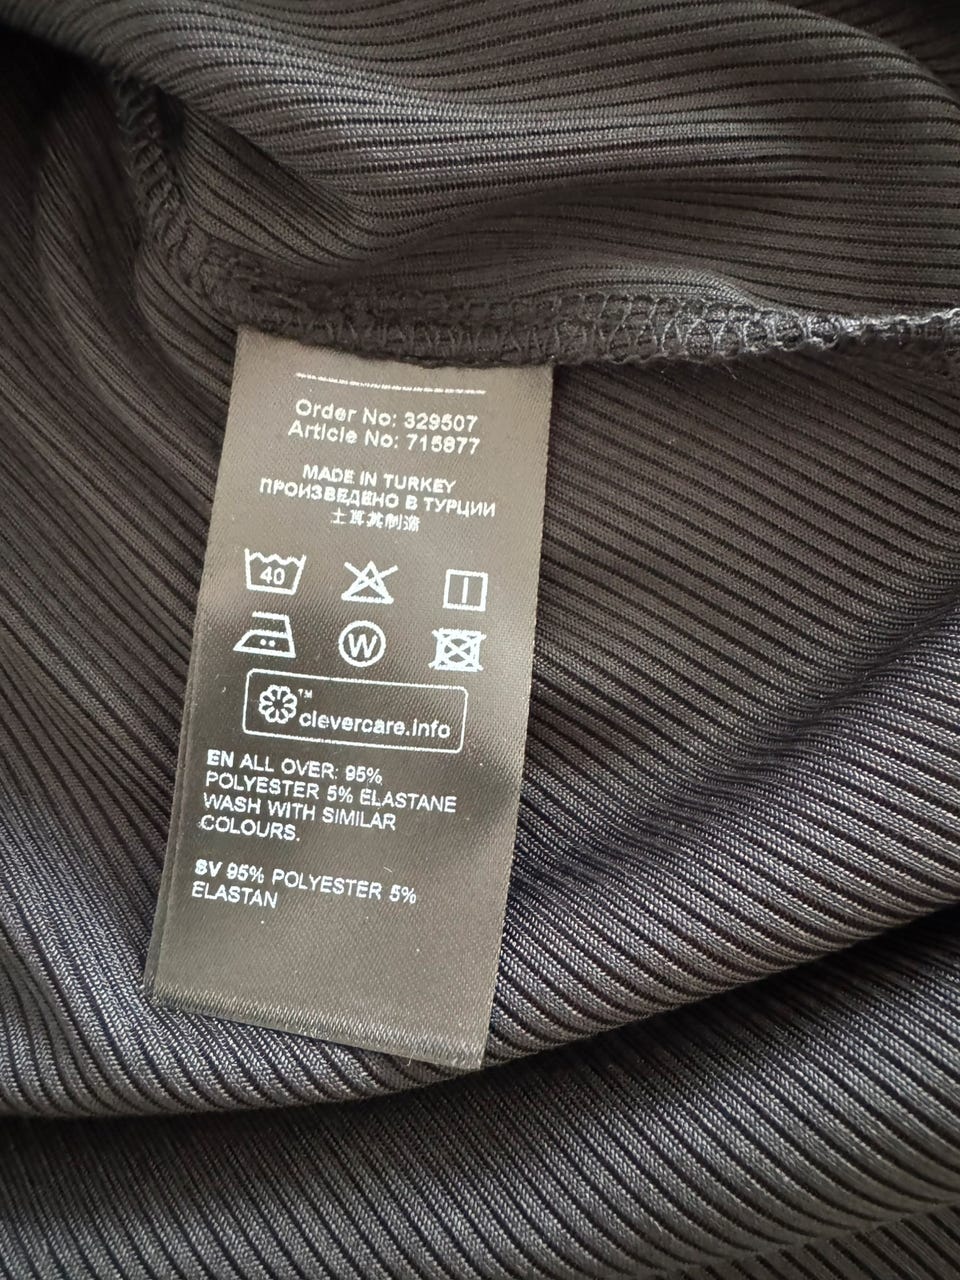 Order No: 329507
Article No: 715877
MADE IN TURKEY
ПРОИЗВЕДЕНО В ТУРЦИИ
土耳其制造
40
W
™
clevercare.info
EN ALL OVER: 95%
POLYESTER 5% ELASTANE
WASH WITH SIMILAR
COLOURS.
SV 95% POLYESTER 5%
ELASTAN